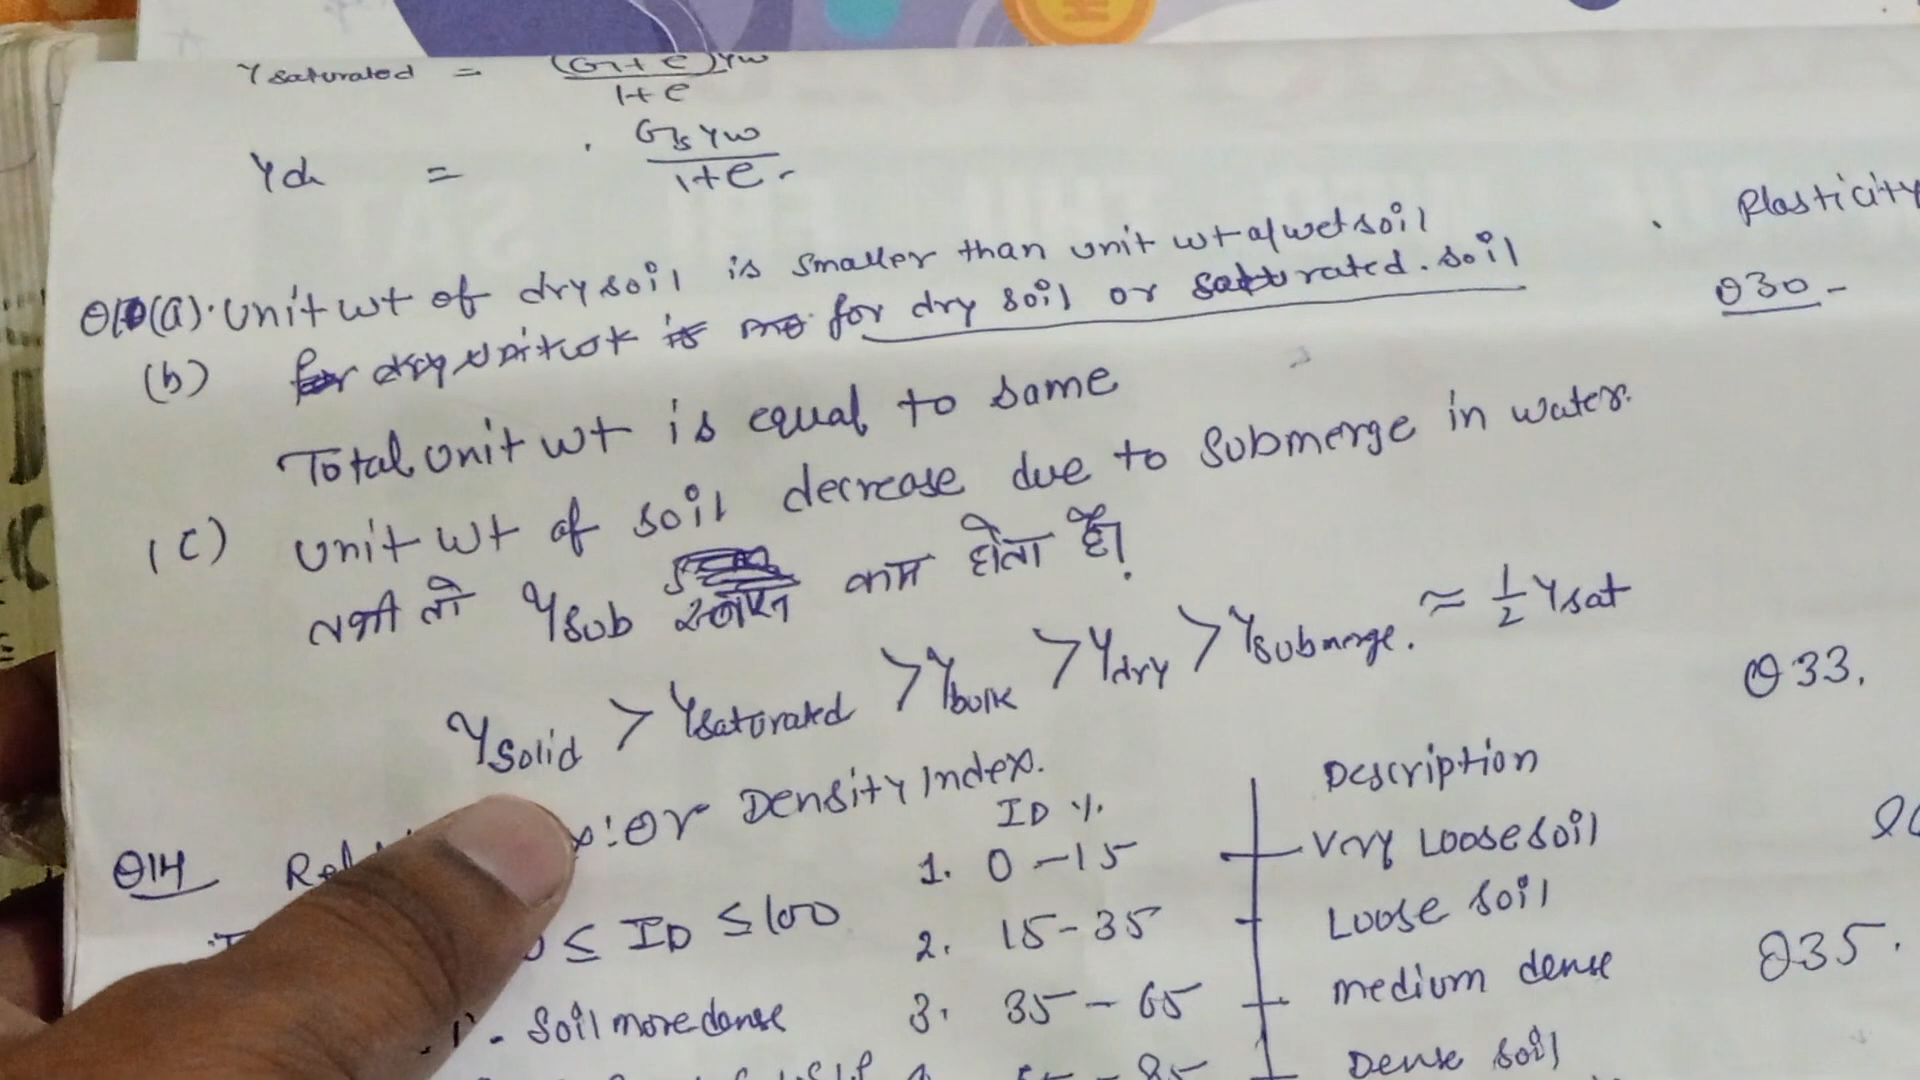 γ saturated = (G+e)γw
1+e
γd = Gsγw
1+e
(a). unit wt of dry soil is smaller than unit wt of wet soil
(b) for dry soil or saturated. soil
Total unit wt is equal to same
(C) unit wt of soil decrease due to submerge in water.
तभी तो γsub कम होता है।
γsolid > γsaturated > γbulk > γdry > γsubmerge. ≈ 1/2 γsat
Plasticity
Q30-
Q33.
Q35.
Q14 or Density Index.
≤ ID ≤ 100
- Soil more dense
ID %. Description
1. 0-15 Very Loose soil
2. 15-35 Loose soil
3. 35-65 medium dense
-85 Dense soil